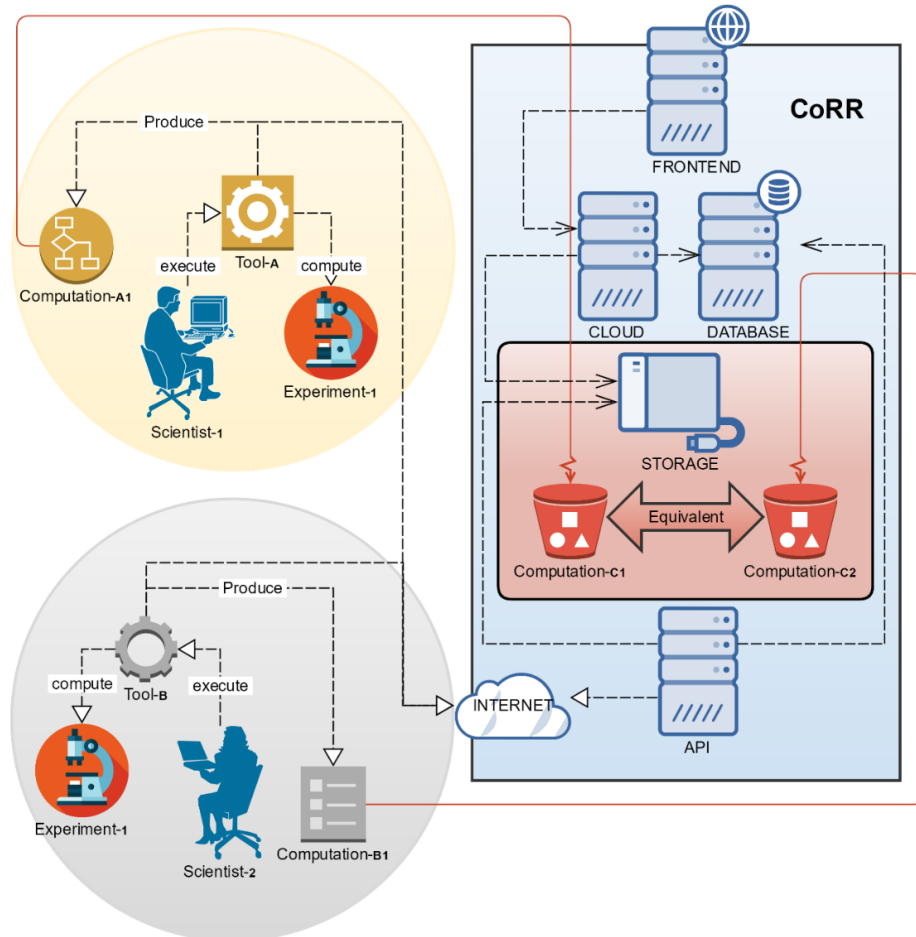 CoRR
FRONTEND
Produce
Tool-A
execute
compute
Computation-A1
Experiment-1
Scientist-1
CLOUD
DATABASE
STORAGE
Equivalent
Computation-C1
Computation-C2
Produce
Tool-B
compute
execute
Experiment-1
Scientist-2
Computation-B1
INTERNET
API